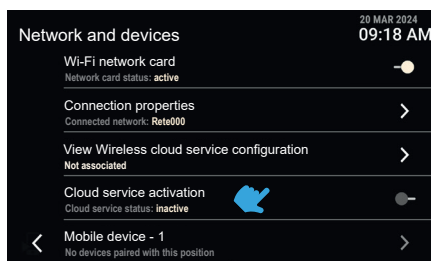 20 MAR 2024
Network and devices
09:18 AM
Wi-Fi network card
Network card status: active
Connection properties
Connected network: Rete000
View Wireless cloud service configuration
Not associated
Cloud service activation
Cloud service status: inactive
Mobile device - 1
No devices paired with this position